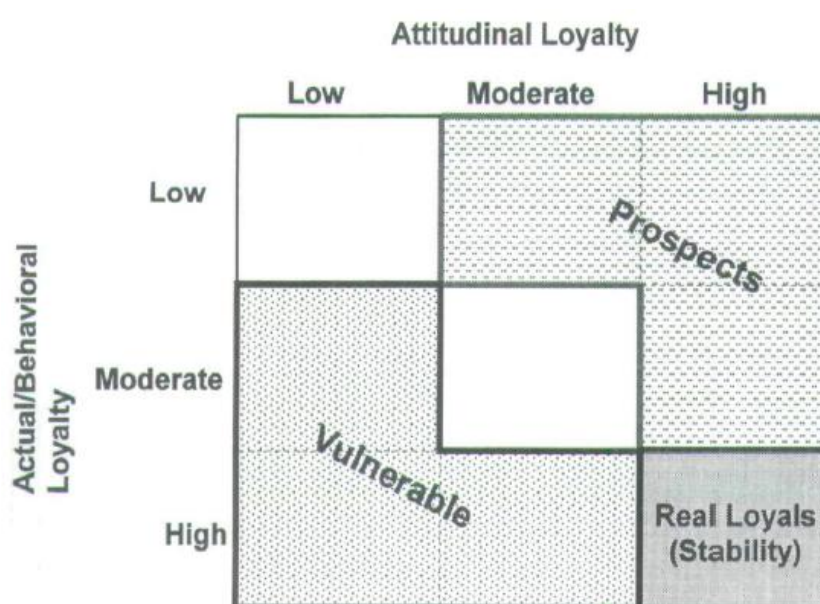 Attitudinal Loyalty
Low Moderate High
Low
Prospects
Actual/Behavioral
Loyalty
Moderate
Vulnerable
High
Real Loyals
(Stability)